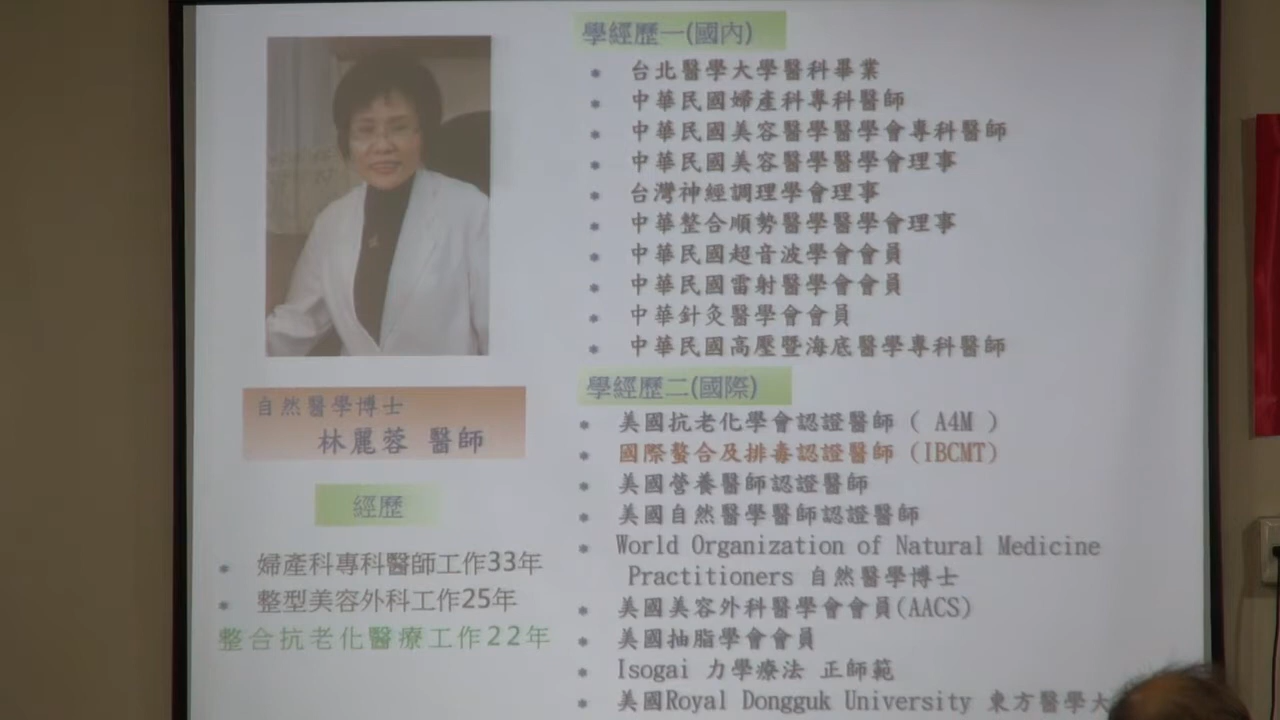 自然醫學博士
林麗蓉 醫師
經歷
婦產科專科醫師工作33年
整型美容外科工作25年
整合抗老化醫療工作22年
學經歷一(國內)
台北醫學大學醫科畢業
中華民國婦產科專科醫師
中華民國美容醫學醫學會專科醫師
中華民國美容醫學醫學會理事
台灣神經調理學會理事
中華整合順勢醫學醫學會理事
中華民國超音波學會會員
中華民國雷射醫學會會員
中華針灸醫學會會員
中華民國高壓暨海底醫學專科醫師
學經歷二(國際)
美國抗老化學會認證醫師 ( A4M )
國際螯合及排毒認證醫師 (IBCMT)
美國營養醫師認證醫師
美國自然醫學醫師認證醫師
World Organization of Natural Medicine
Practitioners 自然醫學博士
美國美容外科醫學會會員(AACS)
美國抽脂學會會員
Isogai 力學療法 正師範
美國Royal Dongguk University 東方醫學大